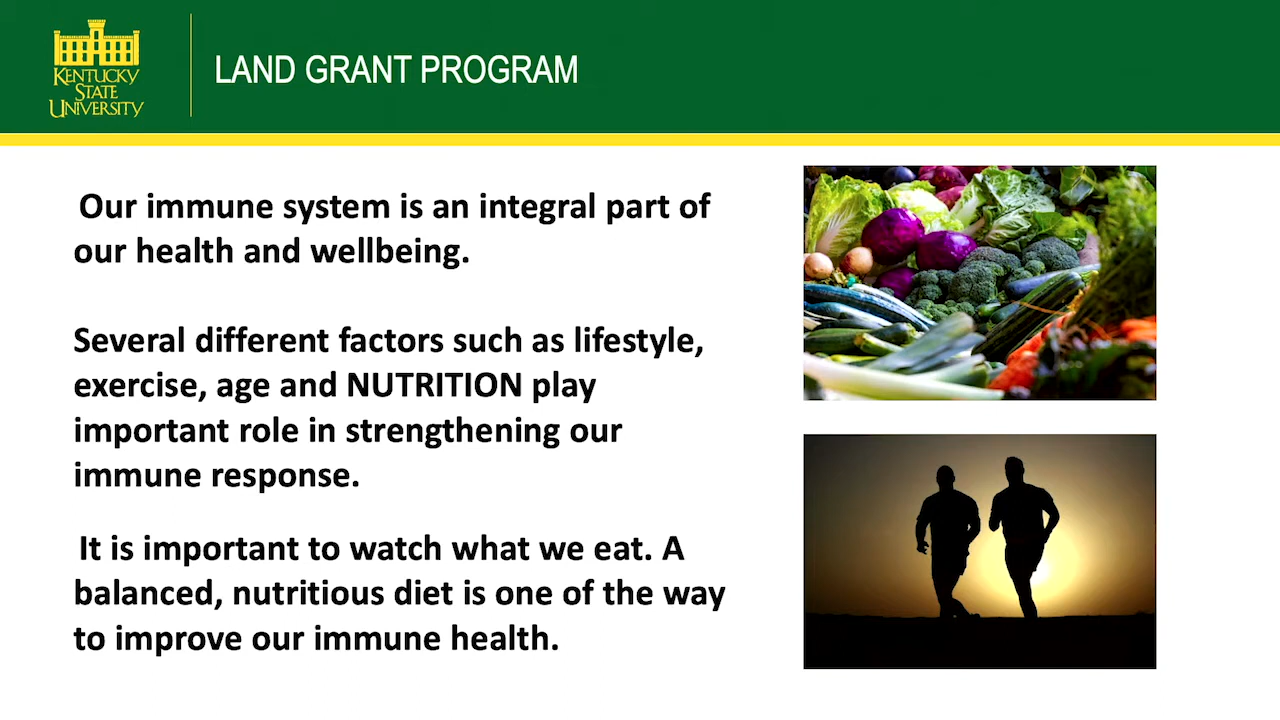 KENTUCKY
STATE
UNIVERSITY
LAND GRANT PROGRAM
Our immune system is an integral part of
our health and wellbeing.
Several different factors such as lifestyle,
exercise, age and NUTRITION play
important role in strengthening our
immune response.
It is important to watch what we eat. A
balanced, nutritious diet is one of the way
to improve our immune health.